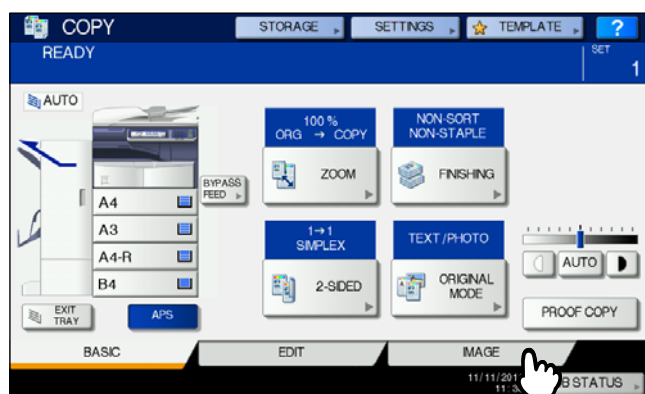 COPY
STORAGE
SETTINGS
TEMPLATE
?
READY
SET
1
AUTO
100 %
ORG → COPY
ZOOM
NON-SORT
NON-STAPLE
FINISHING
BYPASS
FEED
A4
A3
A4-R
B4
1→1
SIMPLEX
2-SIDED
TEXT/PHOTO
ORIGINAL
MODE
AUTO
PROOF COPY
EXIT
TRAY
APS
BASIC
EDIT
IMAGE
STATUS